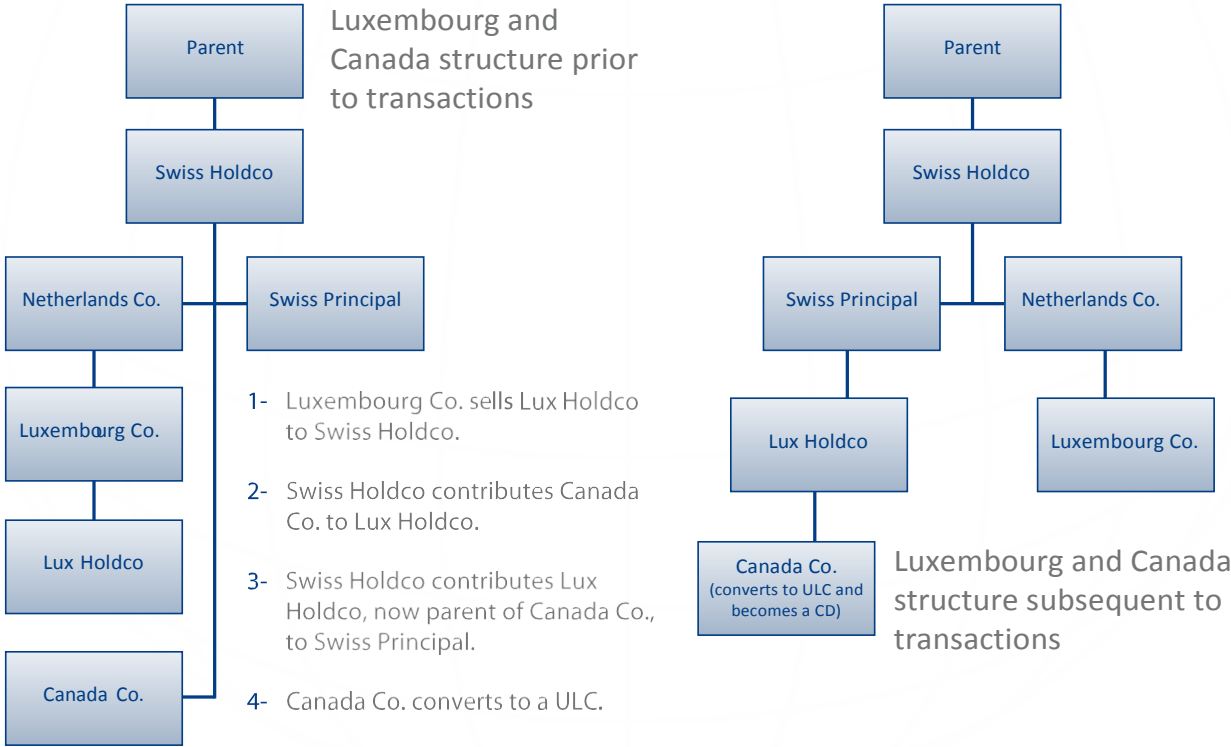 Parent
Luxembourg and
Canada structure prior
to transactions
Swiss Holdco
Netherlands Co.
Swiss Principal
Luxembourg Co.
Lux Holdco
Canada Co.
1- Luxembourg Co. sells Lux Holdco
to Swiss Holdco.
2- Swiss Holdco contributes Canada
Co. to Lux Holdco.
3- Swiss Holdco contributes Lux
Holdco, now parent of Canada Co.,
to Swiss Principal.
4- Canada Co. converts to a ULC.
Parent
Swiss Holdco
Swiss Principal
Netherlands Co.
Lux Holdco
Luxembourg Co.
Canada Co.
(converts to ULC and
becomes a CD)
Luxembourg and Canada
structure subsequent to
transactions